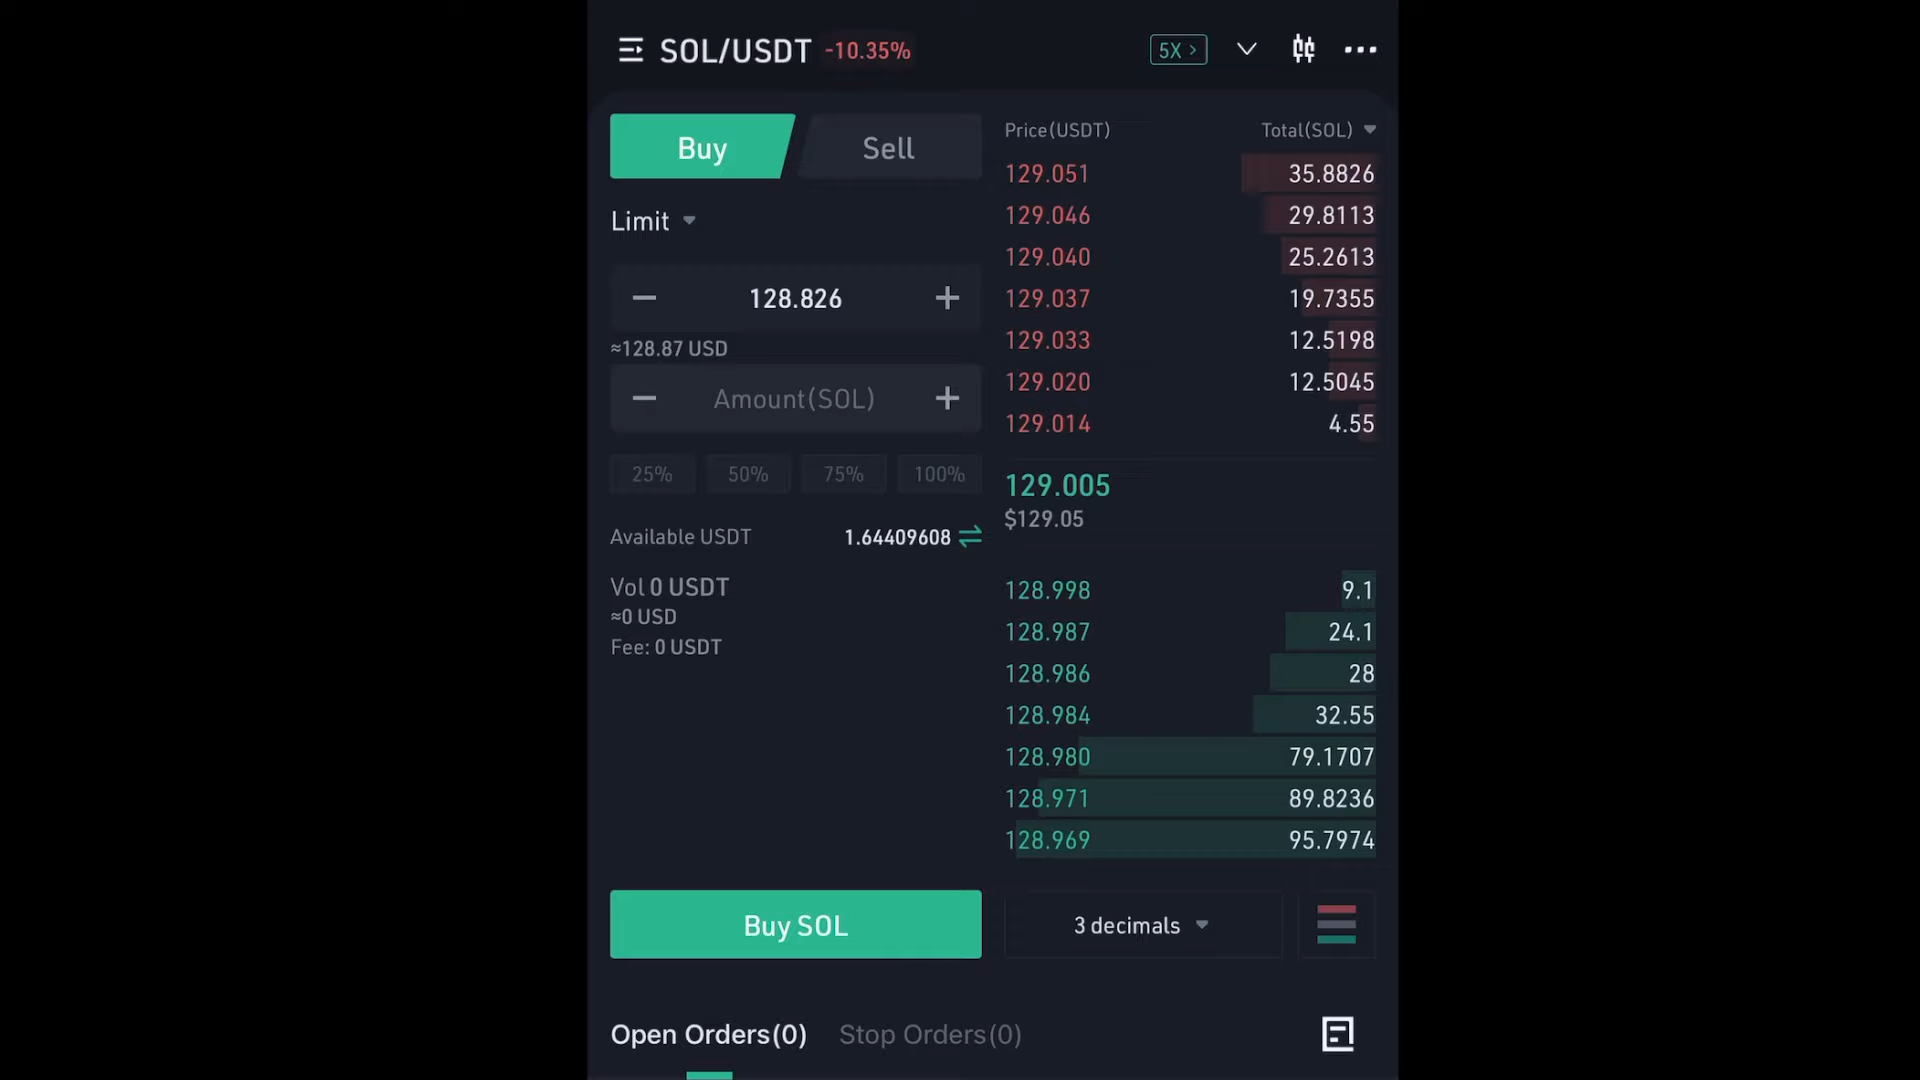 SOL/USDT -10.35% 5X >
Buy Sell
Limit
128.826
≈128.87 USD
Amount(SOL)
25% 50% 75% 100%
Available USDT 1.64409608
Vol 0 USDT
≈0 USD
Fee: 0 USDT
Buy SOL
Price(USDT) Total(SOL)
129.051 35.8826
129.046 29.8113
129.040 25.2613
129.037 19.7355
129.033 12.5198
129.020 12.5045
129.014 4.55
129.005
$129.05
128.998 9.1
128.987 24.1
128.986 28
128.984 32.55
128.980 79.1707
128.971 89.8236
128.969 95.7974
3 decimals
Open Orders(0) Stop Orders(0)